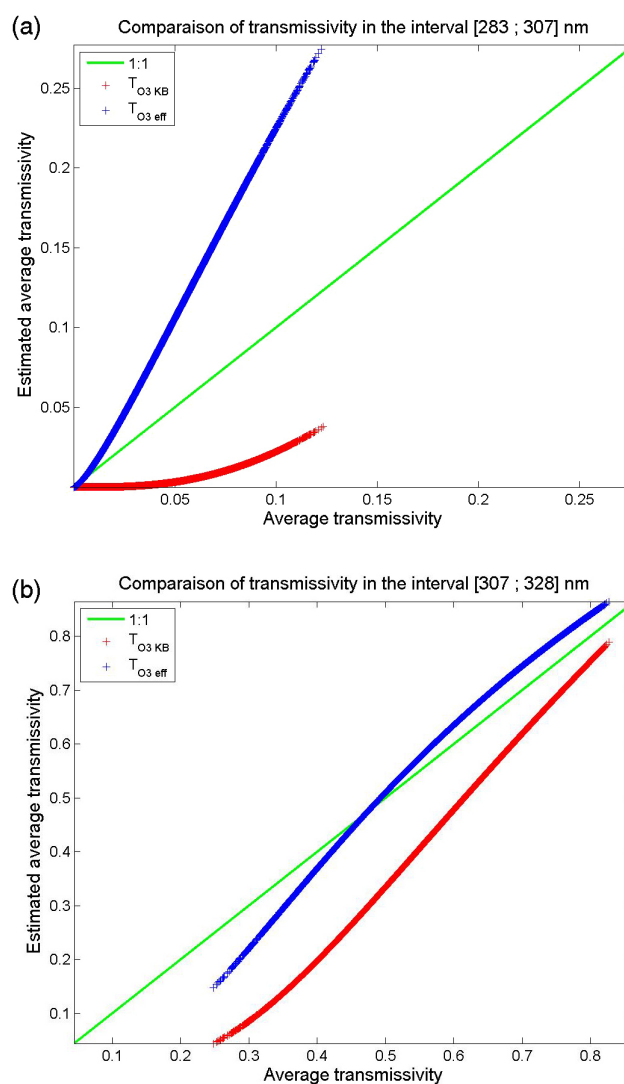 (a)
Comparaison of transmissivity in the interval [283 ; 307] nm
1:1
T O3 KB
T O3 eff
0.25
0.2
0.15
0.1
0.05
Estimated average transmissivity
0.05 0.1 0.15 0.2 0.25
Average transmissivity
(b)
Comparaison of transmissivity in the interval [307 ; 328] nm
1:1
T O3 KB
T O3 eff
0.8
0.7
0.6
0.5
0.4
0.3
0.2
0.1
Estimated average transmissivity
0.1 0.2 0.3 0.4 0.5 0.6 0.7 0.8
Average transmissivity